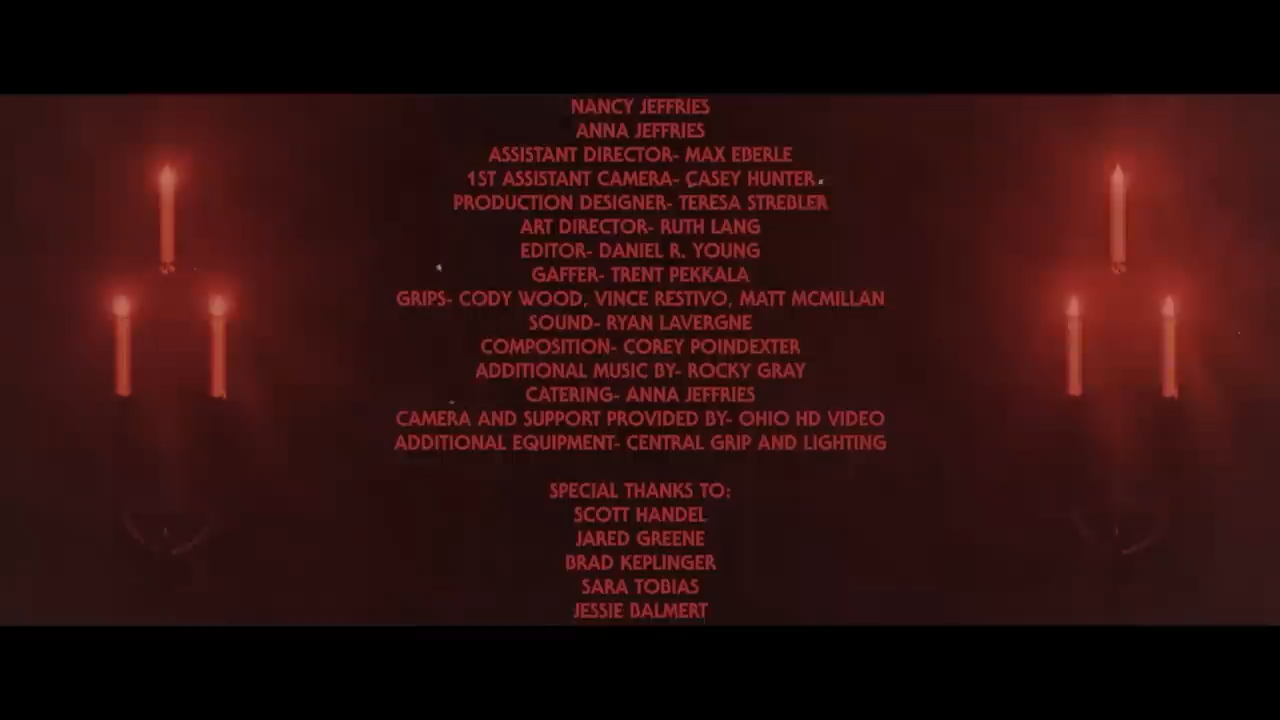 NANCY JEFFRIES
ANNA JEFFRIES
ASSISTANT DIRECTOR- MAX EBERLE
1ST ASSISTANT CAMERA- CASEY HUNTER
PRODUCTION DESIGNER- TERESA STREBLER
ART DIRECTOR- RUTH LANG
EDITOR- DANIEL R. YOUNG
GAFFER- TRENT PEKKALA
GRIPS- CODY WOOD, VINCE RESTIVO, MATT MCMILLAN
SOUND- RYAN LAVERGNE
COMPOSITION- COREY POINDEXTER
ADDITIONAL MUSIC BY- ROCKY GRAY
CATERING- ANNA JEFFRIES
CAMERA AND SUPPORT PROVIDED BY- OHIO HD VIDEO
ADDITIONAL EQUIPMENT- CENTRAL GRIP AND LIGHTING
SPECIAL THANKS TO:
SCOTT HANDEL
JARED GREENE
BRAD KEPLINGER
SARA TOBIAS
JESSIE BALMERT